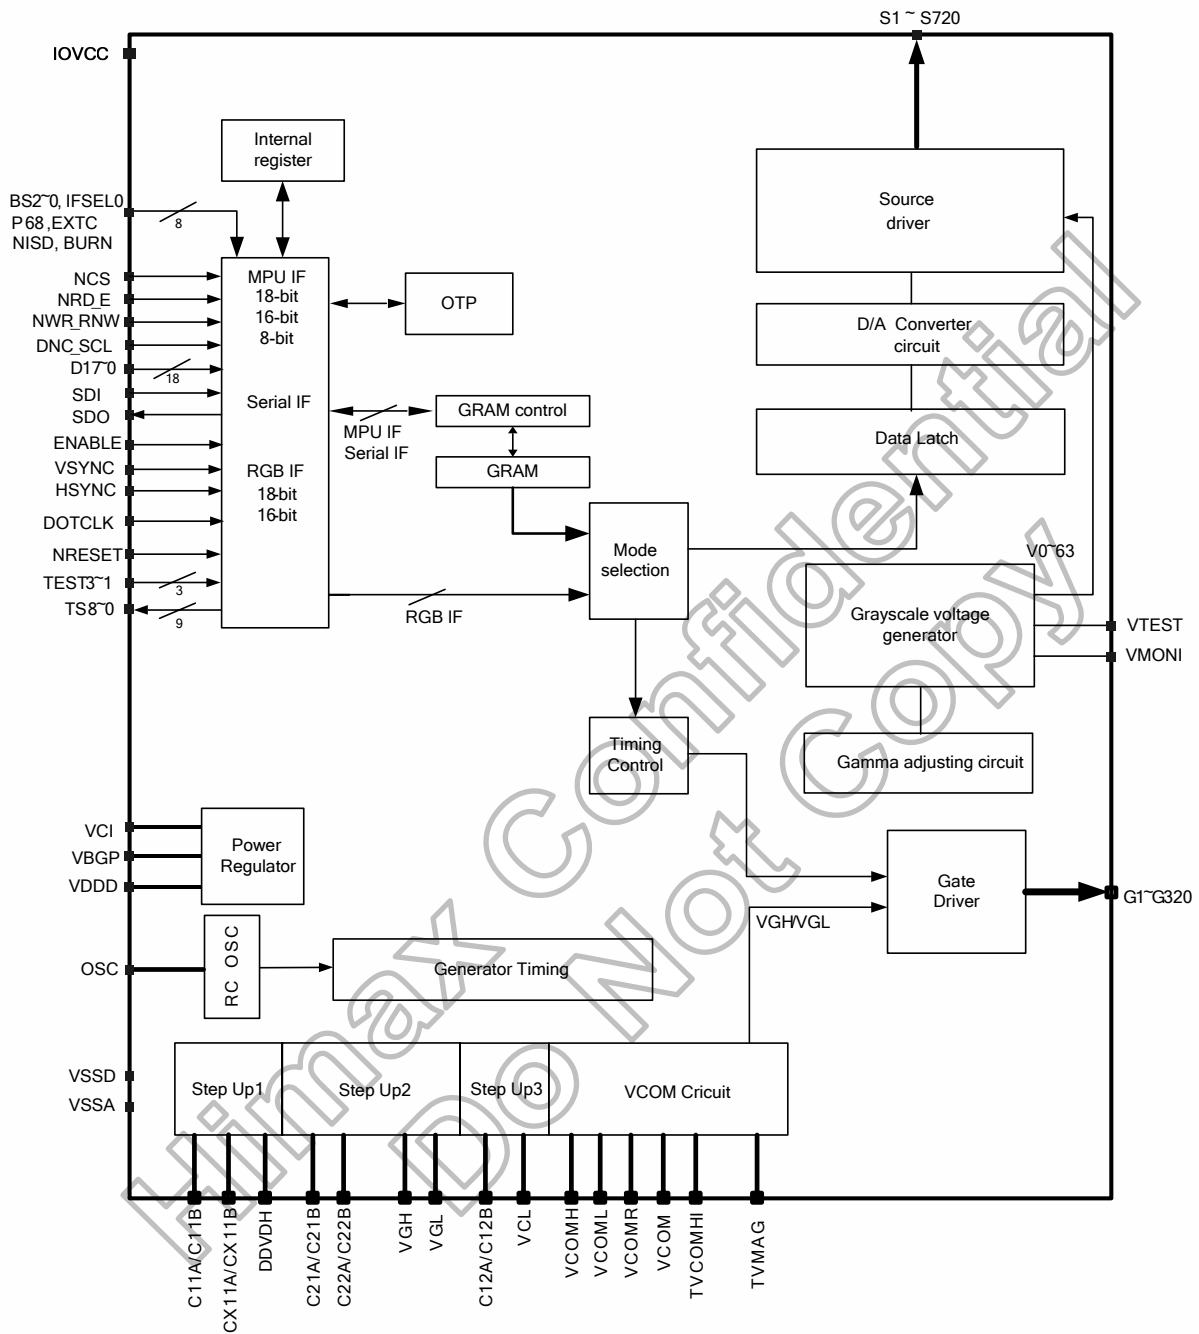 S1 ~ S720
IOVCC
Internal
register
BS2~0, IFSEL0
P68,EXTC
NISD, BURN
8
Source
driver
NCS
NRD_E
NWR_RNW
DNC_SCL
D17~0
18
SDI
SDO
ENABLE
VSYNC
HSYNC
DOTCLK
NRESET
TEST3~1
3
TS8~0
9
MPU IF
18-bit
16-bit
8-bit
Serial IF
RGB IF
18-bit
16-bit
OTP
D/A Converter
circuit
GRAM control
MPU IF
Serial IF
GRAM
Data Latch
Mode
selection
RGB IF
V0~63
Grayscale voltage
generator
VTEST
VMONI
Timing
Control
Gamma adjusting circuit
VCI
VBGP
VDDD
Power
Regulator
Gate
Driver
G1~G320
VGH/VGL
OSC
RC OSC
Generator Timing
VSSD
VSSA
Step Up1
Step Up2
Step Up3
VCOM Cricuit
C11A/C11B
CX11A/CX11B
DDVDH
C21A/C21B
C22A/C22B
VGH
VGL
C12A/C12B
VCL
VCOMH
VCOML
VCOMR
VCOM
TVCOMHI
TVMAG
Himax Confidential
Do Not Copy